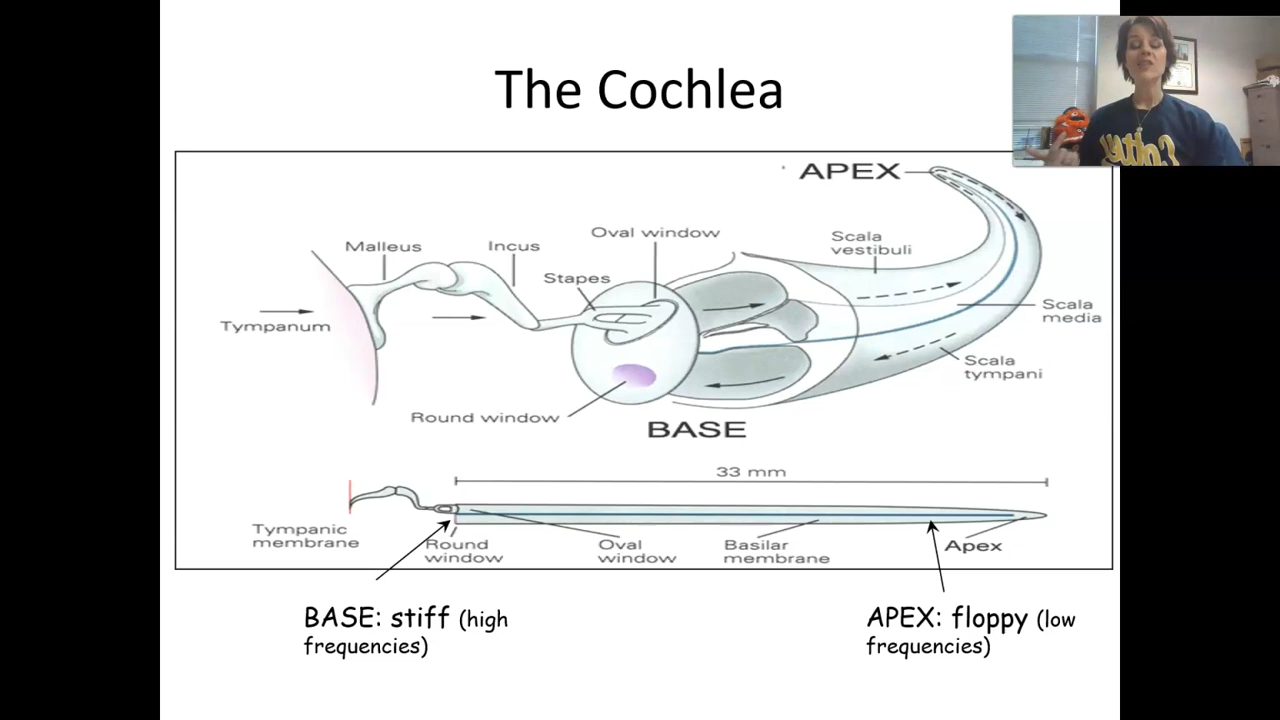 The Cochlea
APEX
Malleus
Incus
Oval window
Scala
vestibuli
Stapes
Tympanum
Scala
media
Scala
tympani
Round window
BASE
33 mm
Tympanic
membrane
Round
window
Oval
window
Basilar
membrane
Apex
BASE: stiff (high
frequencies)
APEX: floppy (low
frequencies)